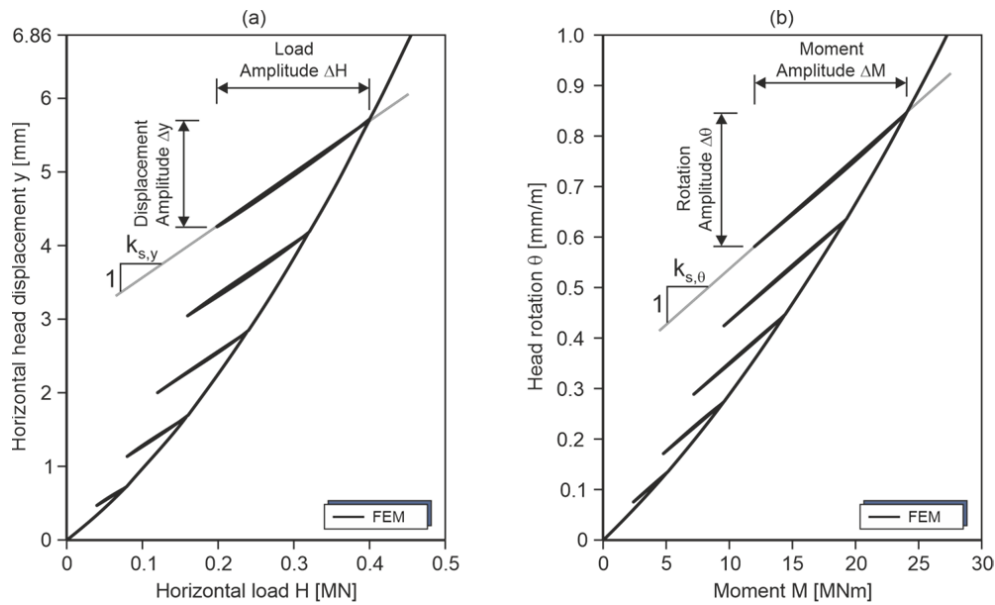 (a)
6.86
6
5
4
3
2
1
0
Horizontal head displacement y [mm]
Load
Amplitude ΔH
Displacement
Amplitude Δy
k_s,y
1
FEM
0
0.1
0.2
0.3
0.4
0.5
Horizontal load H [MN]
(b)
1.0
0.9
0.8
0.7
0.6
0.5
0.4
0.3
0.2
0.1
0
Head rotation θ [mm/m]
Moment
Amplitude ΔM
Rotation
Amplitude Δθ
k_s,θ
1
FEM
0
5
10
15
20
25
30
Moment M [MNm]